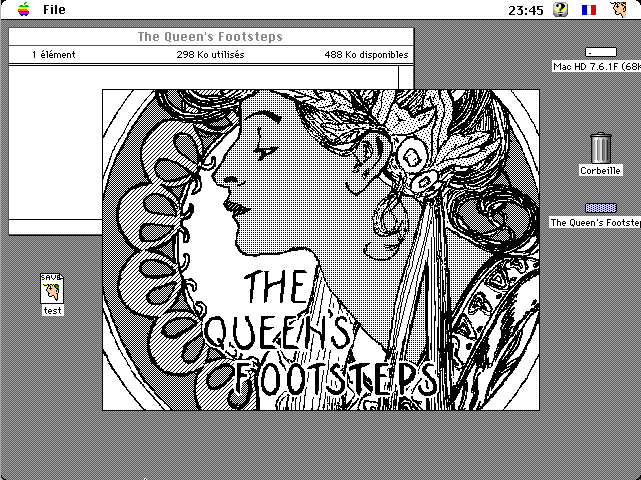 File
23:45
The Queen's Footsteps
1 élément 298 Ko utilisés 488 Ko disponibles
Mac HD 7.6.1F (68K
Corbeille
The Queen's Footstep
SAVE
test
THE
QUEEN'S
FOOTSTEPS